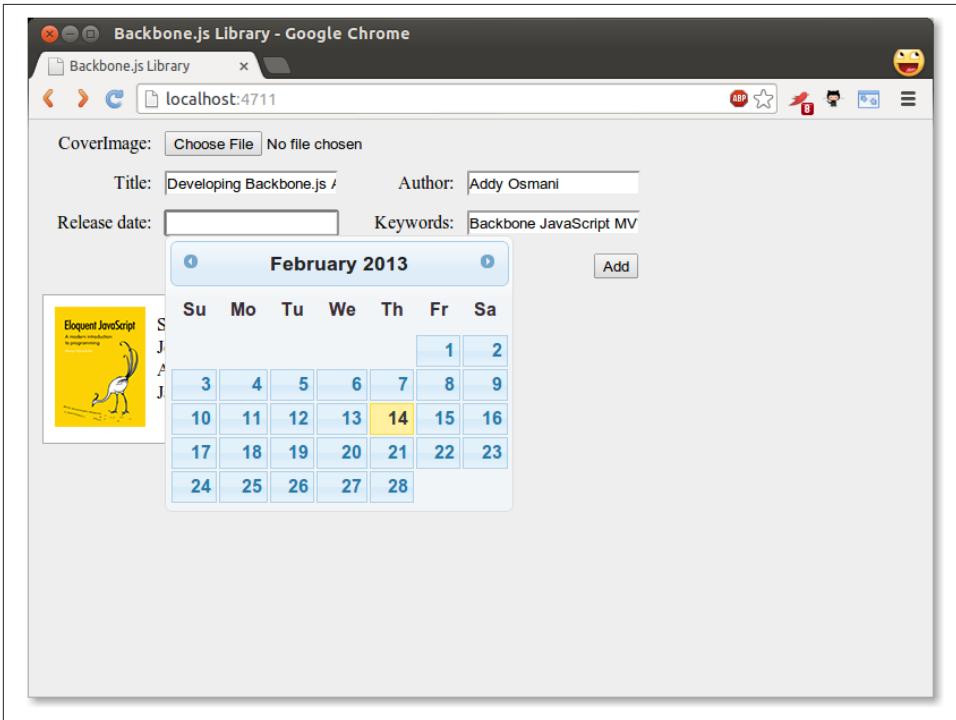 Backbone.js Library - Google Chrome
Backbone.js Library
localhost:4711
ABP
8
CoverImage: Choose File No file chosen
Title: Developing Backbone.js Author: Addy Osmani
Release date: Keywords: Backbone JavaScript MV
February 2013
Add
Su Mo Tu We Th Fr Sa
1 2
3 4 5 6 7 8 9
10 11 12 13 14 15 16
17 18 19 20 21 22 23
24 25 26 27 28
Eloquent JavaScript
A modern introduction
to programming
S
J
A
J